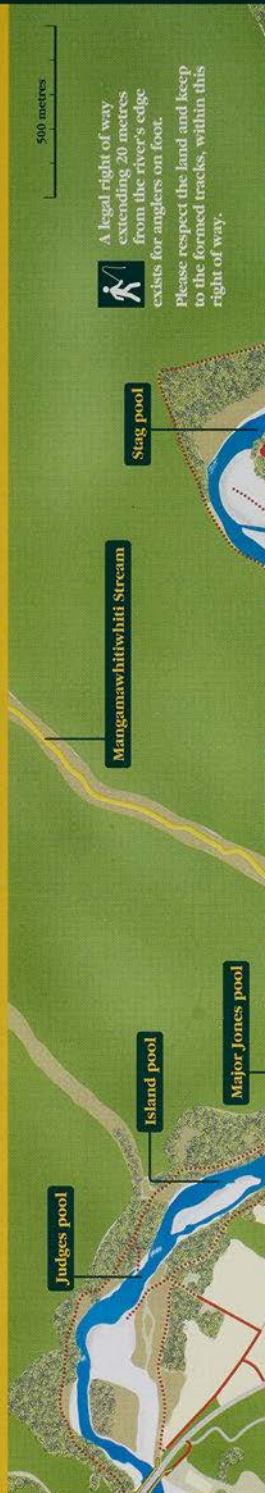 500 metres
A legal right of way
extending 20 metres
from the river's edge
exists for anglers on foot.
Please respect the land and keep
to the formed tracks, within this
right of way.
Stag pool
Mangamawhitiwhiti Stream
Major Jones pool
Island pool
Judges pool